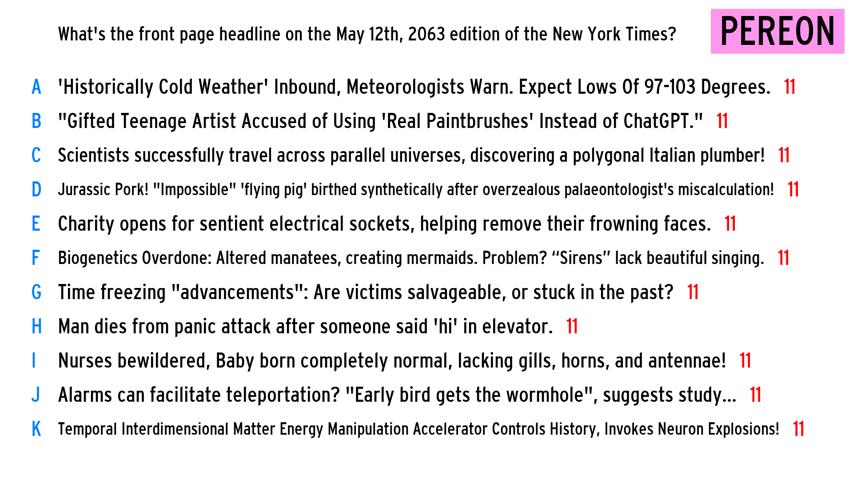 What's the front page headline on the May 12th, 2063 edition of the New York Times?
PEREON
A 'Historically Cold Weather' Inbound, Meteorologists Warn. Expect Lows Of 97-103 Degrees. 11
B "Gifted Teenage Artist Accused of Using 'Real Paintbrushes' Instead of ChatGPT." 11
C Scientists successfully travel across parallel universes, discovering a polygonal Italian plumber! 11
D Jurassic Pork! "Impossible" 'flying pig' birthed synthetically after overzealous palaeontologist's miscalculation! 11
E Charity opens for sentient electrical sockets, helping remove their frowning faces. 11
F Biogenetics Overdone: Altered manatees, creating mermaids. Problem? “Sirens” lack beautiful singing. 11
G Time freezing "advancements": Are victims salvageable, or stuck in the past? 11
H Man dies from panic attack after someone said 'hi' in elevator. 11
I Nurses bewildered, Baby born completely normal, lacking gills, horns, and antennae! 11
J Alarms can facilitate teleportation? "Early bird gets the wormhole", suggests study... 11
K Temporal Interdimensional Matter Energy Manipulation Accelerator Controls History, Invokes Neuron Explosions! 11